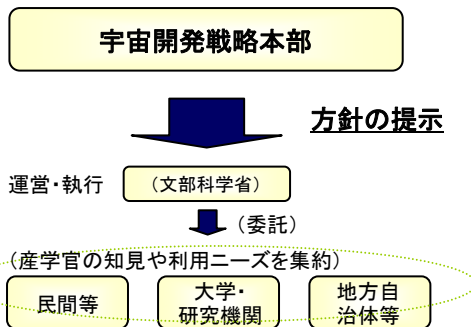 宇宙開発戦略本部
方針の提示
運営・執行
（文部科学省）
（委託）
（産学官の知見や利用ニーズを集約）
民間等
大学・
研究機関
地方自
治体等